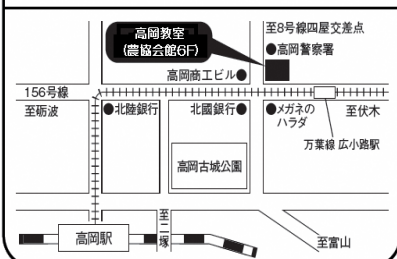 高岡教室
(農協会館6F)
至8号線四屋交差点
●高岡警察署
高岡商工ビル●
156号線
至砺波
●北陸銀行
北國銀行●
●メガネの
ハラダ
至伏木
万葉線 広小路駅
高岡古城公園
至二塚
高岡駅
至富山